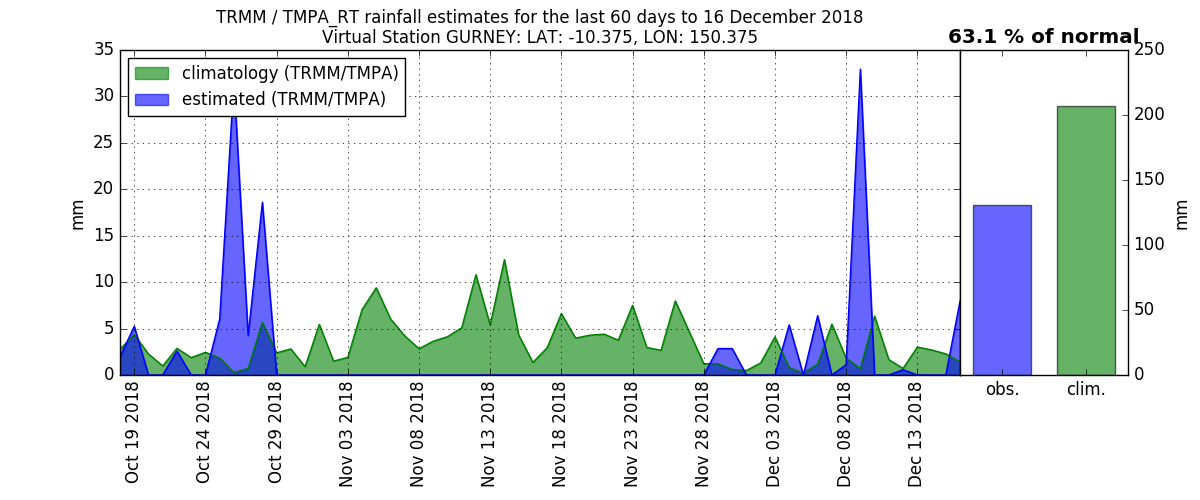 TRMM / TMPA_RT rainfall estimates for the last 60 days to 16 December 2018
Virtual Station GURNEY: LAT: -10.375, LON: 150.375
63.1 % of normal
climatology (TRMM/TMPA)
estimated (TRMM/TMPA)
35
30
25
20
15
10
5
0
mm
Oct 19 2018
Oct 24 2018
Oct 29 2018
Nov 03 2018
Nov 08 2018
Nov 13 2018
Nov 18 2018
Nov 23 2018
Nov 28 2018
Dec 03 2018
Dec 08 2018
Dec 13 2018
obs.
clim.
250
200
150
100
50
0
mm